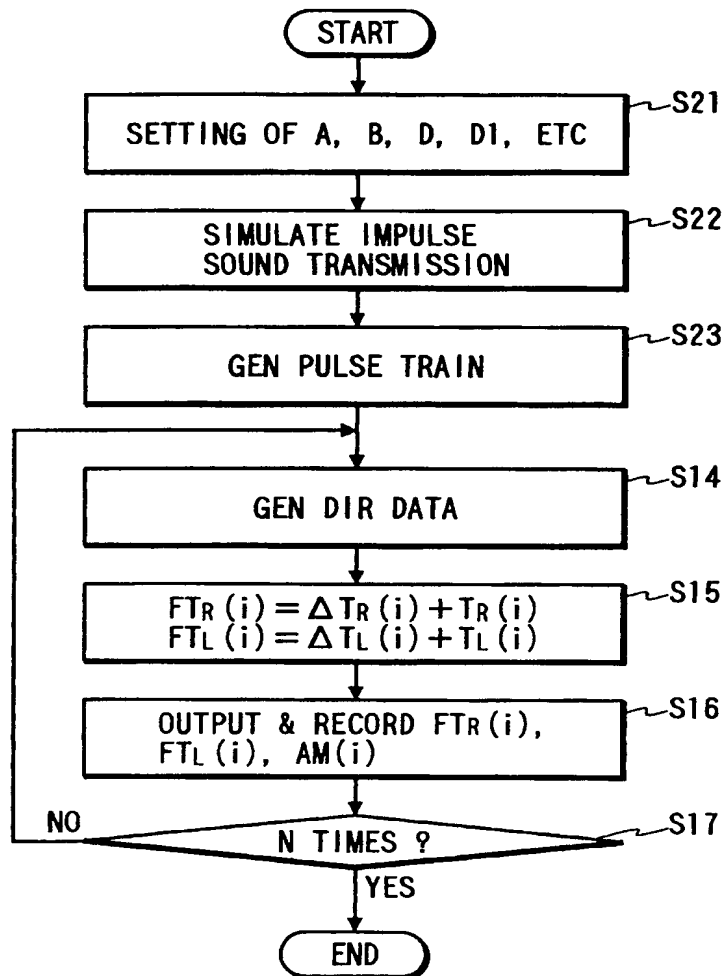 START
S21
SETTING OF A, B, D, D1, ETC
S22
SIMULATE IMPULSE
SOUND TRANSMISSION
S23
GEN PULSE TRAIN
S14
GEN DIR DATA
S15
FTR(i)=ΔTR(i)+TR(i)
FTL(i)=ΔTL(i)+TL(i)
S16
OUTPUT & RECORD FTR(i),
FTL(i), AM(i)
S17
NO
N TIMES ?
YES
END